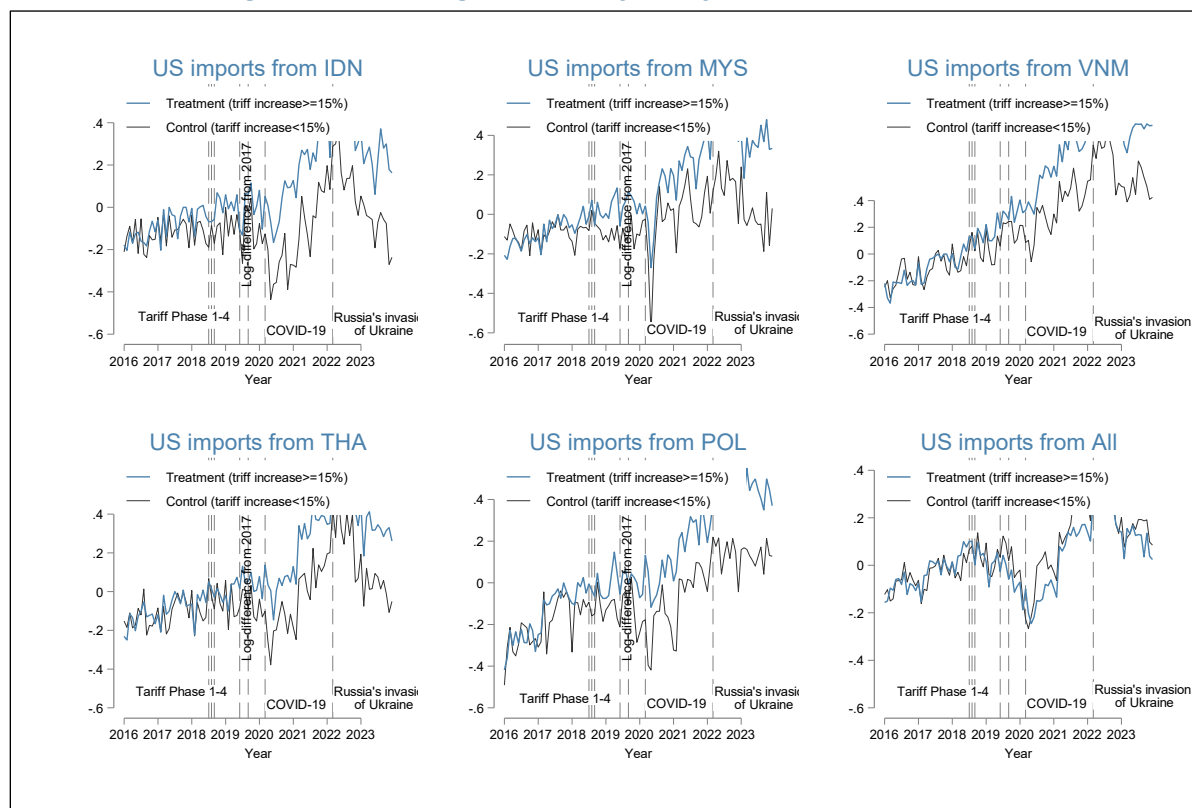 US imports from IDN
Treatment (triff increase>=15%)
Control (tariff increase<15%)
.4
.2
0
-.2
-.4
-.6
Log-difference from 2017
Tariff Phase 1-4
COVID-19
Russia's invasion
of Ukraine
2016 2017 2018 2019 2020 2021 2022 2023
Year
US imports from MYS
Treatment (triff increase>=15%)
Control (tariff increase<15%)
.4
.2
0
-.2
-.4
-.6
Log-difference from 2017
Tariff Phase 1-4
COVID-19
Russia's invasion
of Ukraine
2016 2017 2018 2019 2020 2021 2022 2023
Year
US imports from VNM
Treatment (triff increase>=15%)
Control (tariff increase<15%)
.4
.2
0
-.2
-.4
-.6
Tariff Phase 1-4
COVID-19
Russia's invasion
of Ukraine
2016 2017 2018 2019 2020 2021 2022 2023
Year
US imports from THA
Treatment (triff increase>=15%)
Control (tariff increase<15%)
.4
.2
0
-.2
-.4
-.6
Log-difference from 2017
Tariff Phase 1-4
COVID-19
Russia's invasion
of Ukraine
2016 2017 2018 2019 2020 2021 2022 2023
Year
US imports from POL
Treatment (triff increase>=15%)
Control (tariff increase<15%)
.4
.2
0
-.2
-.4
-.6
Log-difference from 2017
Tariff Phase 1-4
COVID-19
Russia's invasio
of Ukraine
2016 2017 2018 2019 2020 2021 2022 2023
Year
US imports from All
Treatment (triff increase>=15%)
Control (tariff increase<15%)
.4
.2
0
-.2
-.4
-.6
Tariff Phase 1-4
COVID-19
Russia's invasion
of Ukraine
2016 2017 2018 2019 2020 2021 2022 2023
Year